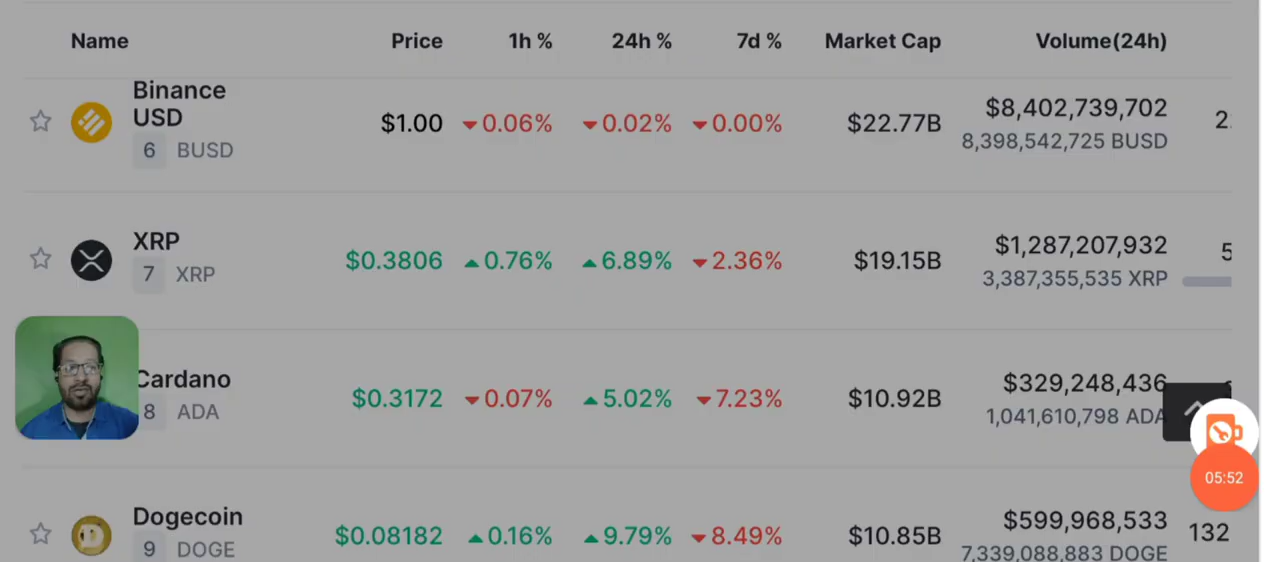 Name Price 1h % 24h % 7d % Market Cap Volume(24h)
Binance
USD
6 BUSD
$1.00 0.06% 0.02% 0.00% $22.77B
$8,402,739,702
8,398,542,725 BUSD
XRP
7 XRP
$0.3806 0.76% 6.89% 2.36% $19.15B
$1,287,207,932
3,387,355,535 XRP
Cardano
8 ADA
$0.3172 0.07% 5.02% 7.23% $10.92B
$329,248,436
1,041,610,798 ADA
05:52
Dogecoin
9 DOGE
$0.08182 0.16% 9.79% 8.49% $10.85B
$599,968,533
7,339,088,883 DOGE
132